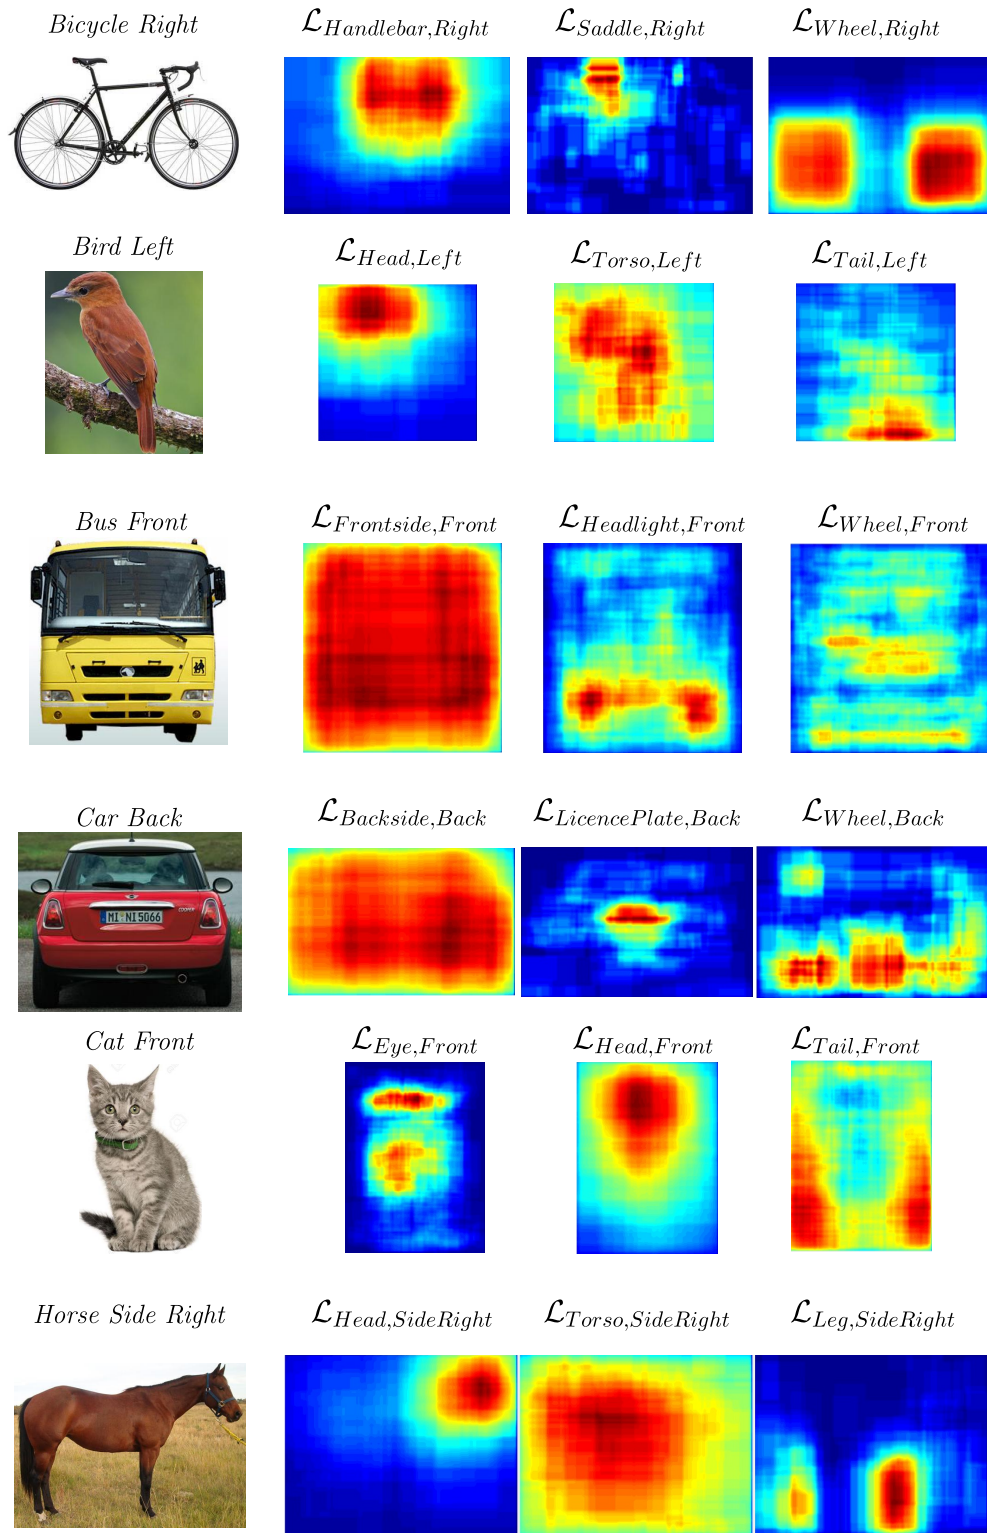 Bicycle Right
ℒHandlebar,Right
ℒSaddle,Right
ℒWheel,Right
Bird Left
ℒHead,Left
ℒTorso,Left
ℒTail,Left
Bus Front
ℒFrontside,Front
ℒHeadlight,Front
ℒWheel,Front
Car Back
ℒBackside,Back
ℒLicencePlate,Back
ℒWheel,Back
MI NI 5066
COOPER
Cat Front
ℒEye,Front
ℒHead,Front
ℒTail,Front
Horse Side Right
ℒHead,SideRight
ℒTorso,SideRight
ℒLeg,SideRight